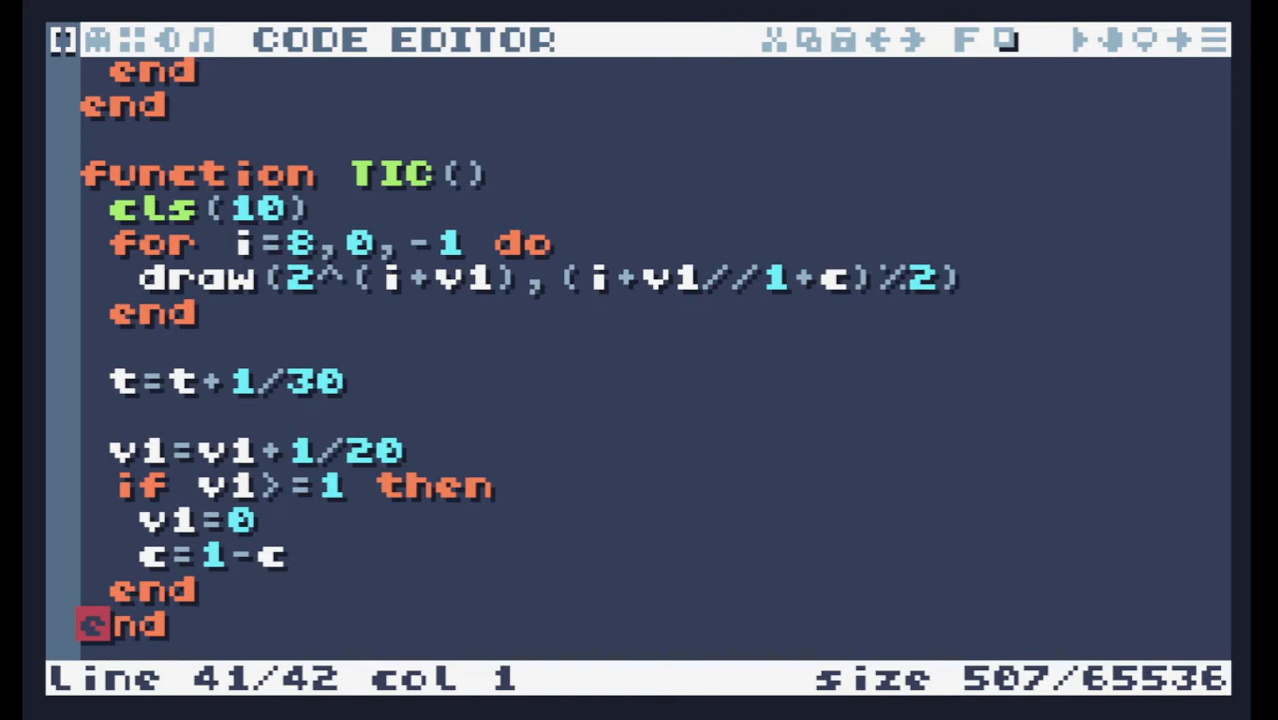 CODE EDITOR
F
end
end
function TIC()
cls(10)
for i=8,0,-1 do
draw(2^(i+v1),(i+v1//1+c)%2)
end
t=t+1/30
v1=v1+1/20
if v1>=1 then
v1=0
c=1-c
end
end
line 41/42 col 1
size 507/65536